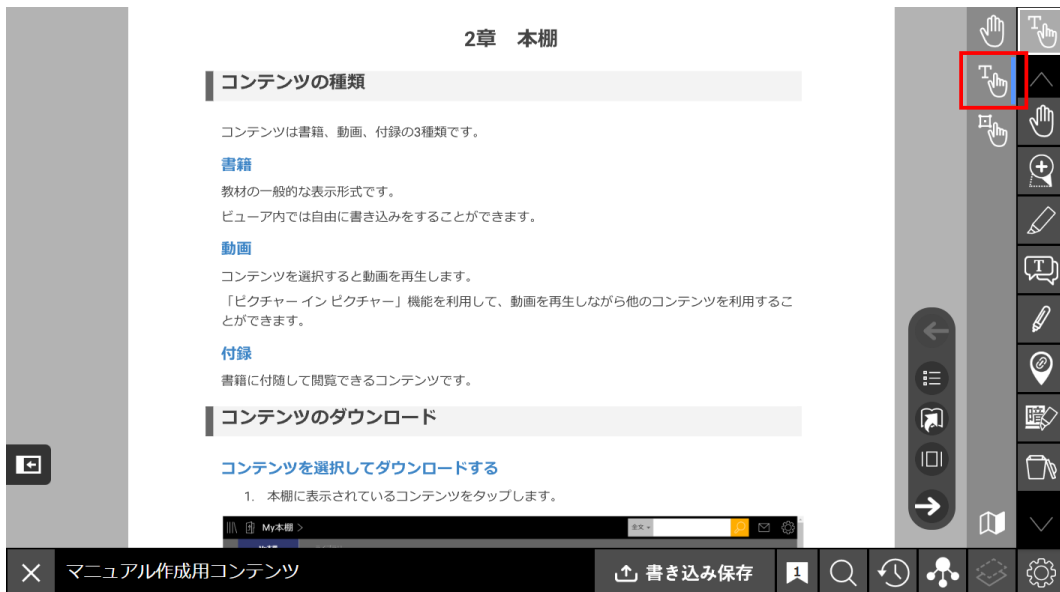 2章 本棚
コンテンツの種類
コンテンツは書籍、動画、付録の3種類です。
書籍
教材の一般的な表示形式です。
ビューア内では自由に書き込みをすることができます。
動画
コンテンツを選択すると動画を再生します。
「ピクチャー イン ピクチャー」機能を利用して、動画を再生しながら他のコンテンツを利用するこ
とができます。
付録
書籍に付随して閲覧できるコンテンツです。
コンテンツのダウンロード
コンテンツを選択してダウンロードする
1. 本棚に表示されているコンテンツをタップします。
My本棚 >
全文
マニュアル作成用コンテンツ
書き込み保存
1
T
T
T